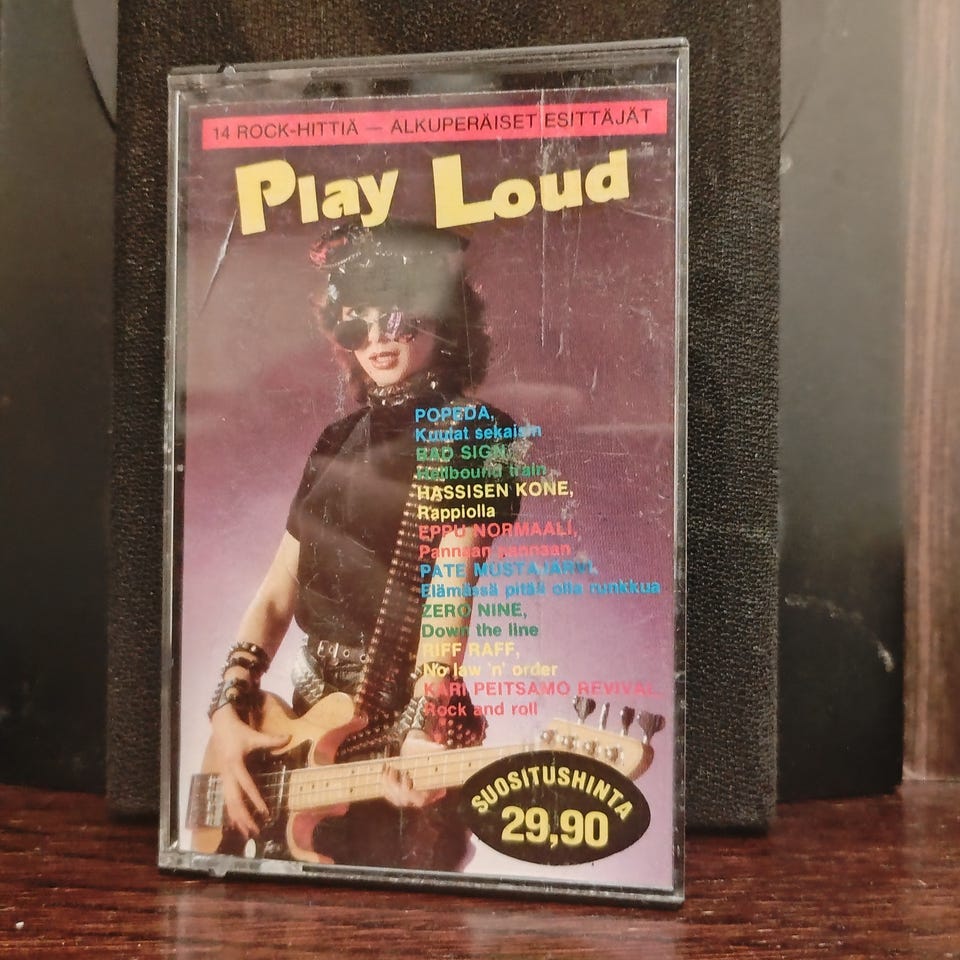 14 ROCK-HITTIÄ — ALKUPERÄISET ESITTÄJÄT
Play Loud
POPEDA,
Kuulat sekaisin
BAD SIGN,
Hellbound train
HASSISEN KONE,
Rappiolla
EPPU NORMAALI,
Pannaan pannaan
PATE MUSTAJÄRVI,
Elämässä pitää olla runkkua
ZERO NINE,
Down the line
RIFF RAFF,
No law 'n' order
KARI PEITSAMO REVIVAL,
Rock and roll
SUOSITUSHINTA
29,90